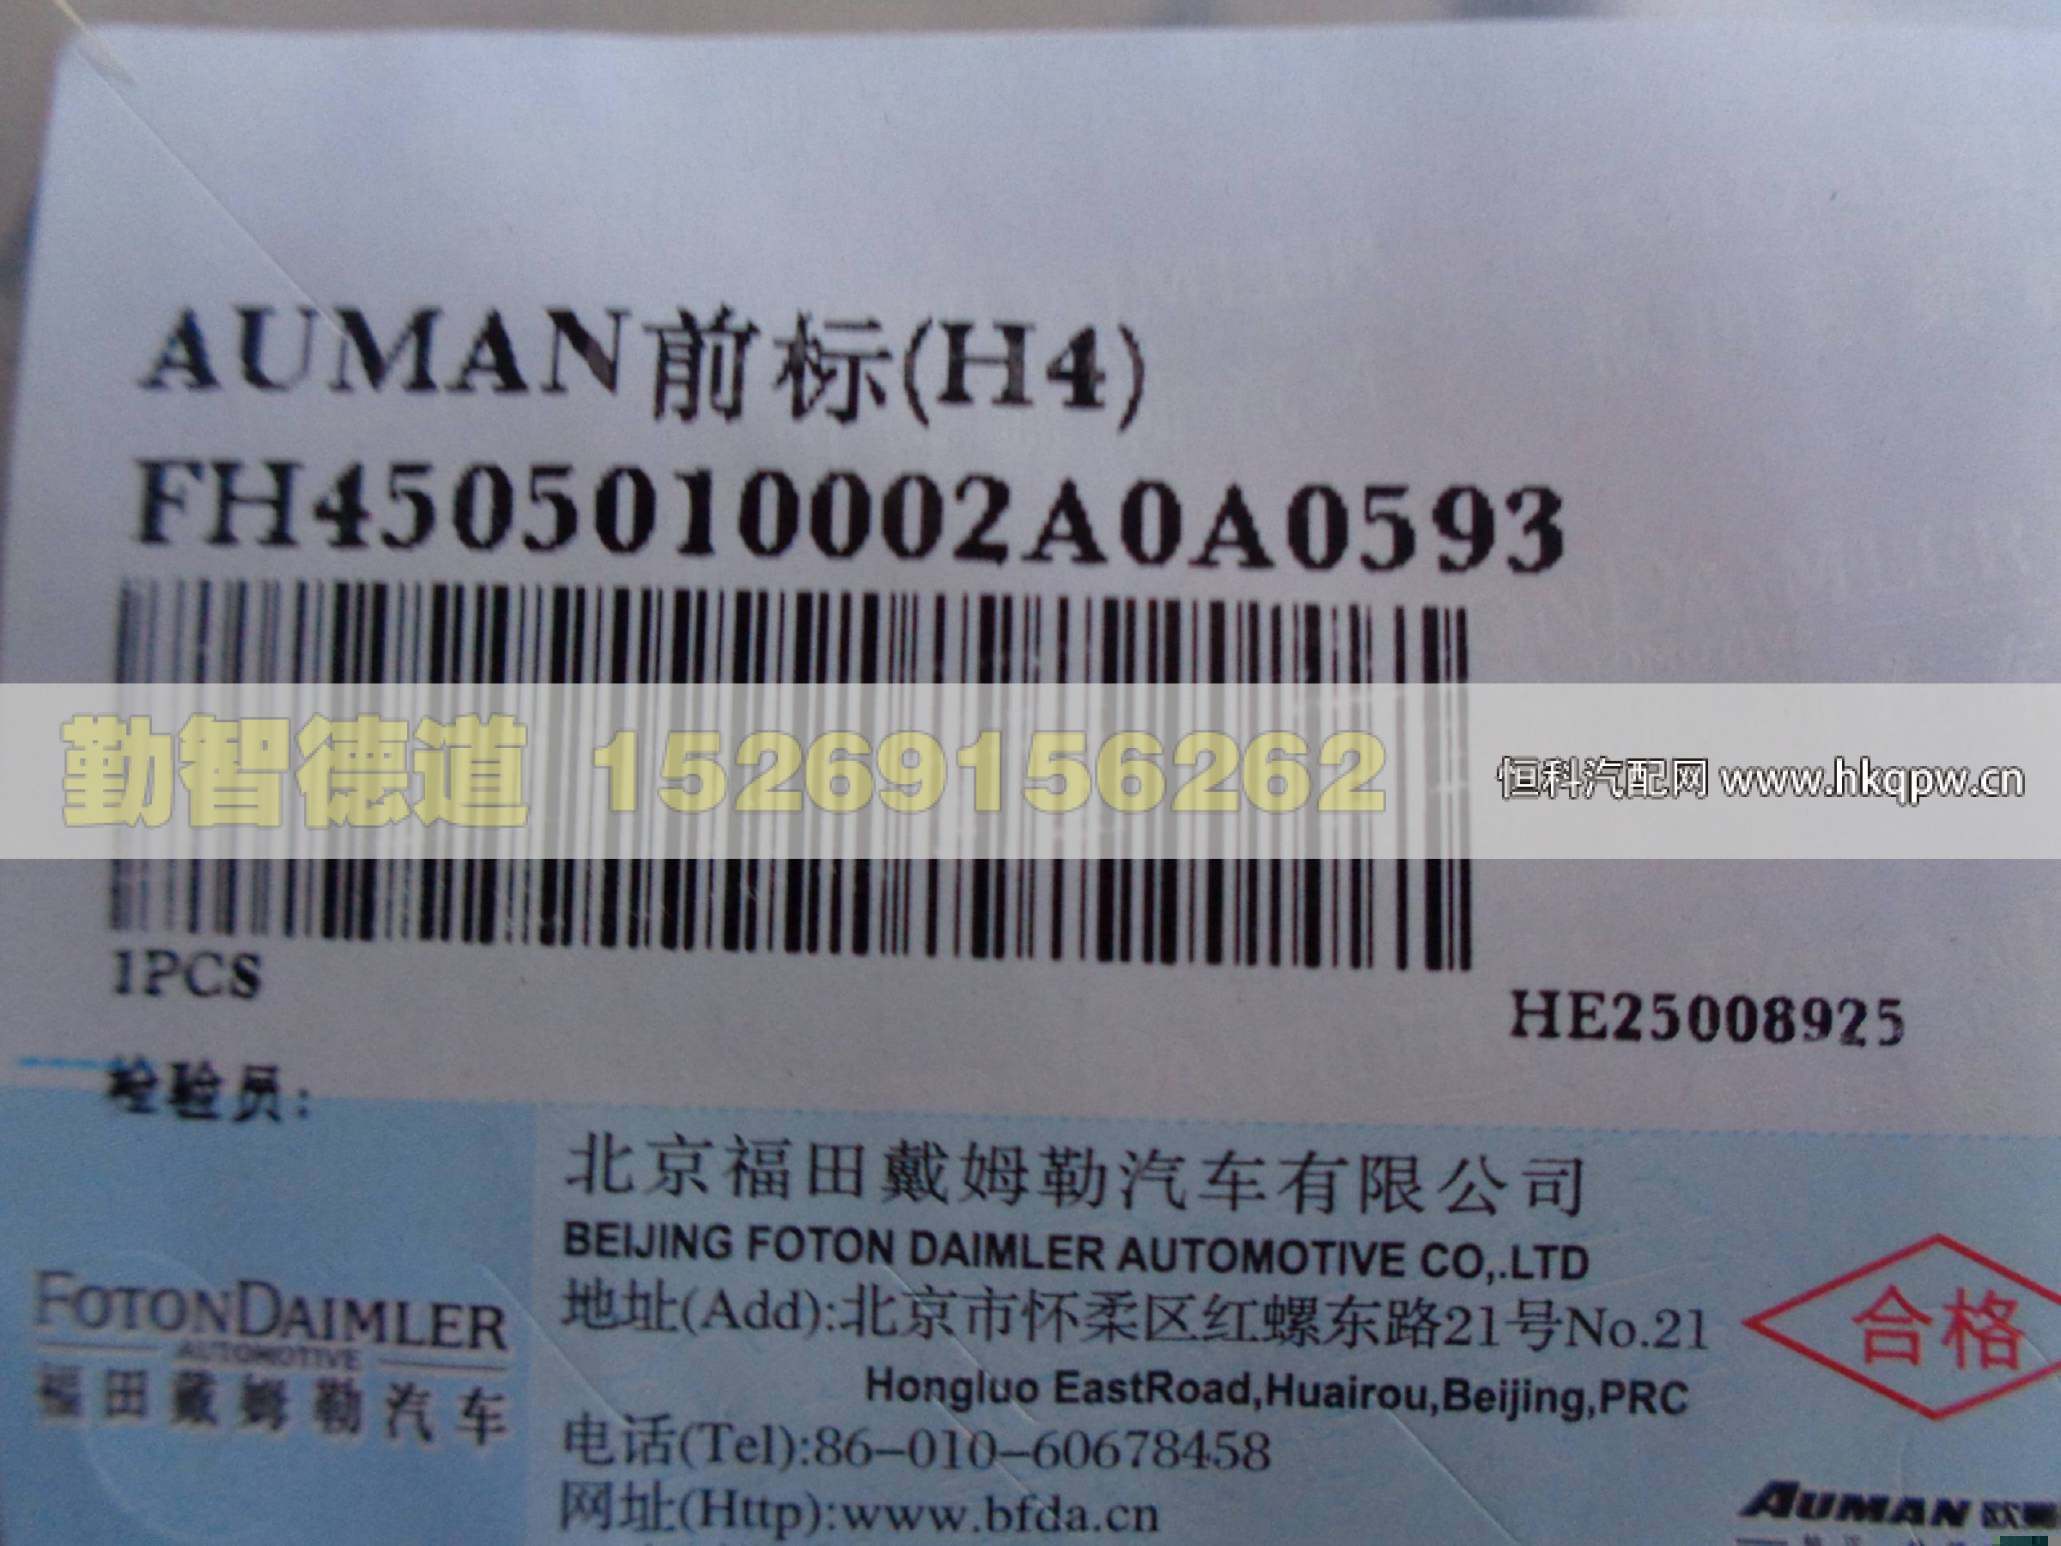 AUMAN前标(H4)
FH4505010002A0A0593
勤智德道 15269156262
恒科汽配网 www.hkqpw.cn
1PCS
HE25008925
检验员:
北京福田戴姆勒汽车有限公司
BEIJING FOTON DAIMLER AUTOMOTIVE CO,.LTD
地址(Add):北京市怀柔区红螺东路21号No.21
Hongluo EastRoad,Huairou,Beijing,PRC
电话(Tel):86-010-60678458
网址(Http):www.bfda.cn
FOTONDAIMLER
AUTOMOTIVE
福田戴姆勒汽车
合格
AUMAN 欧曼